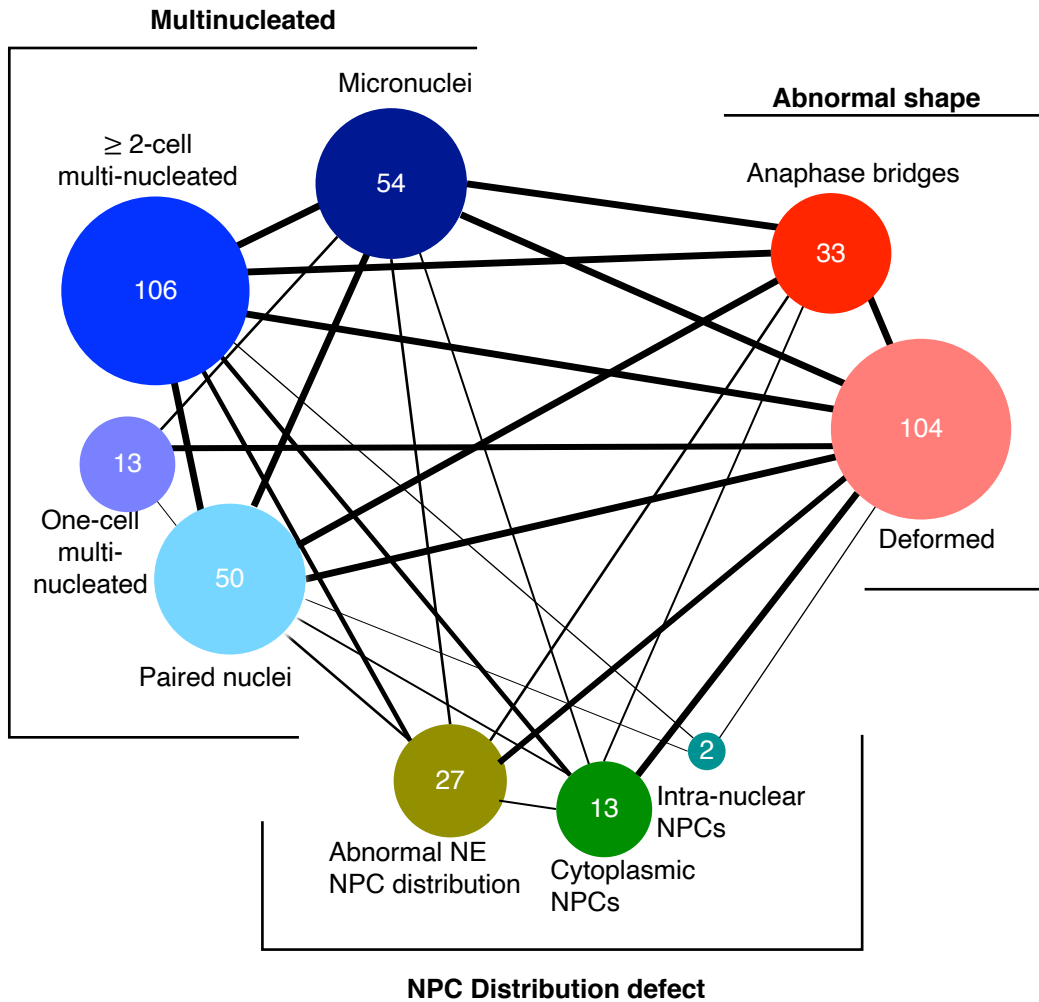 Multinucleated
Micronuclei
54
≥ 2-cell
multi-nucleated
106
13
One-cell
multi-
nucleated
50
Paired nuclei
Abnormal shape
Anaphase bridges
33
104
Deformed
27
Abnormal NE
NPC distribution
13
Cytoplasmic
NPCs
2
Intra-nuclear
NPCs
NPC Distribution defect